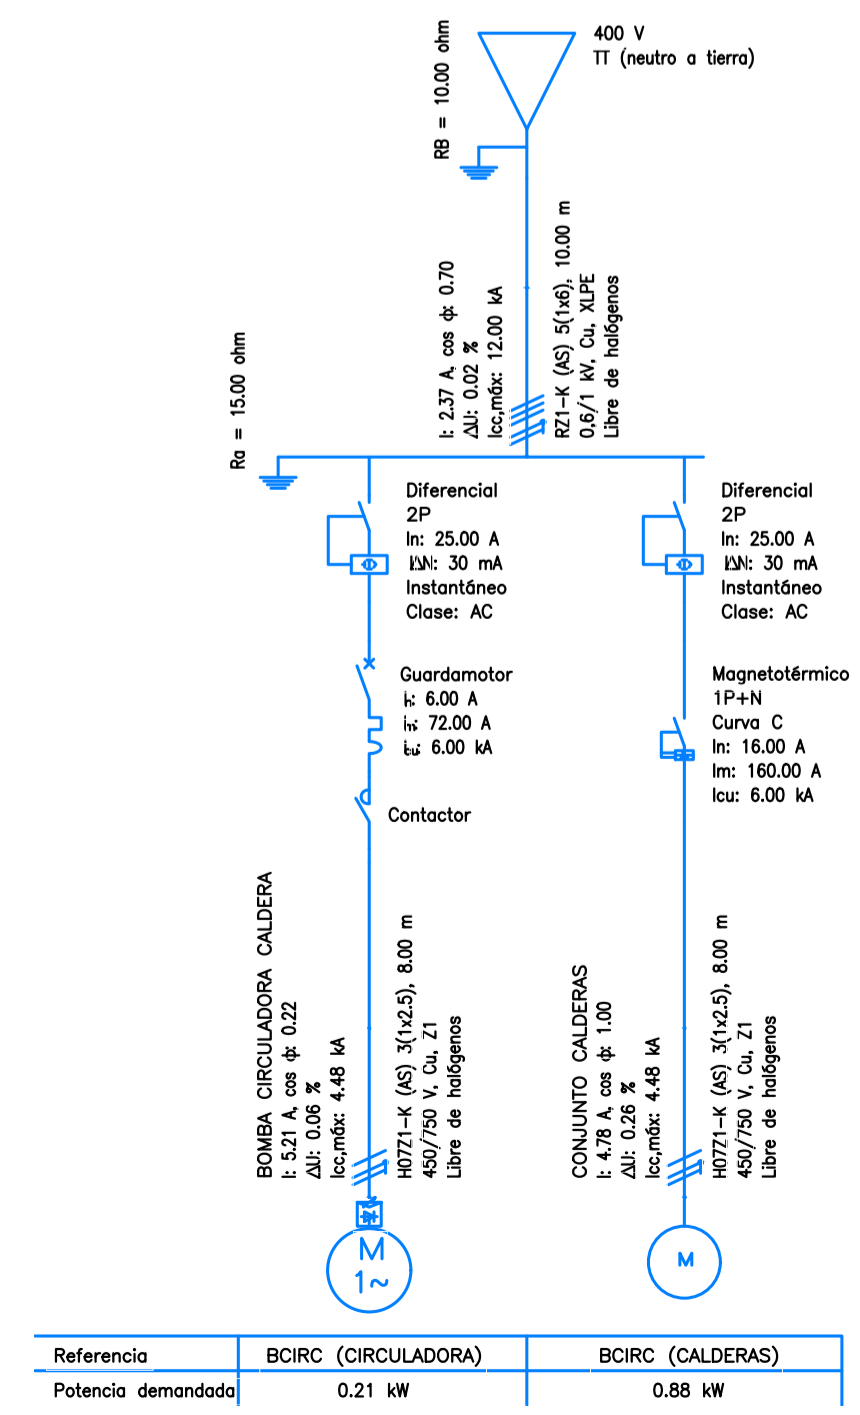 400 V
TT (neutro a tierra)
RB = 10.00 ohm
I: 2.37 A, cos ϕ: 0.70
ΔU: 0.02 %
Icc,máx: 12.00 kA
RZ1-K (AS) 5(1x6), 10.00 m
0,6/1 kV, Cu, XLPE
Libre de halógenos
Ra = 15.00 ohm
Diferencial
2P
In: 25.00 A
IΔN: 30 mA
Instantáneo
Clase: AC
Diferencial
2P
In: 25.00 A
IΔN: 30 mA
Instantáneo
Clase: AC
Guardamotor
6.00 A
72.00 A
6.00 kA
Magnetotérmico
1P+N
Curva C
In: 16.00 A
Im: 160.00 A
Icu: 6.00 kA
Contactor
BOMBA CIRCULADORA CALDERA
I: 5.21 A, cos ϕ: 0.22
ΔU: 0.06 %
Icc,máx: 4.48 kA
H07Z1-K (AS) 3(1x2.5), 8.00 m
450/750 V, Cu, Z1
Libre de halógenos
CONJUNTO CALDERAS
I: 4.78 A, cos ϕ: 1.00
ΔU: 0.26 %
Icc,máx: 4.48 kA
H07Z1-K (AS) 3(1x2.5), 8.00 m
450/750 V, Cu, Z1
Libre de halógenos
M
1~
M
Referencia BCIRC (CIRCULADORA) BCIRC (CALDERAS)
Potencia demandada 0.21 kW 0.88 kW